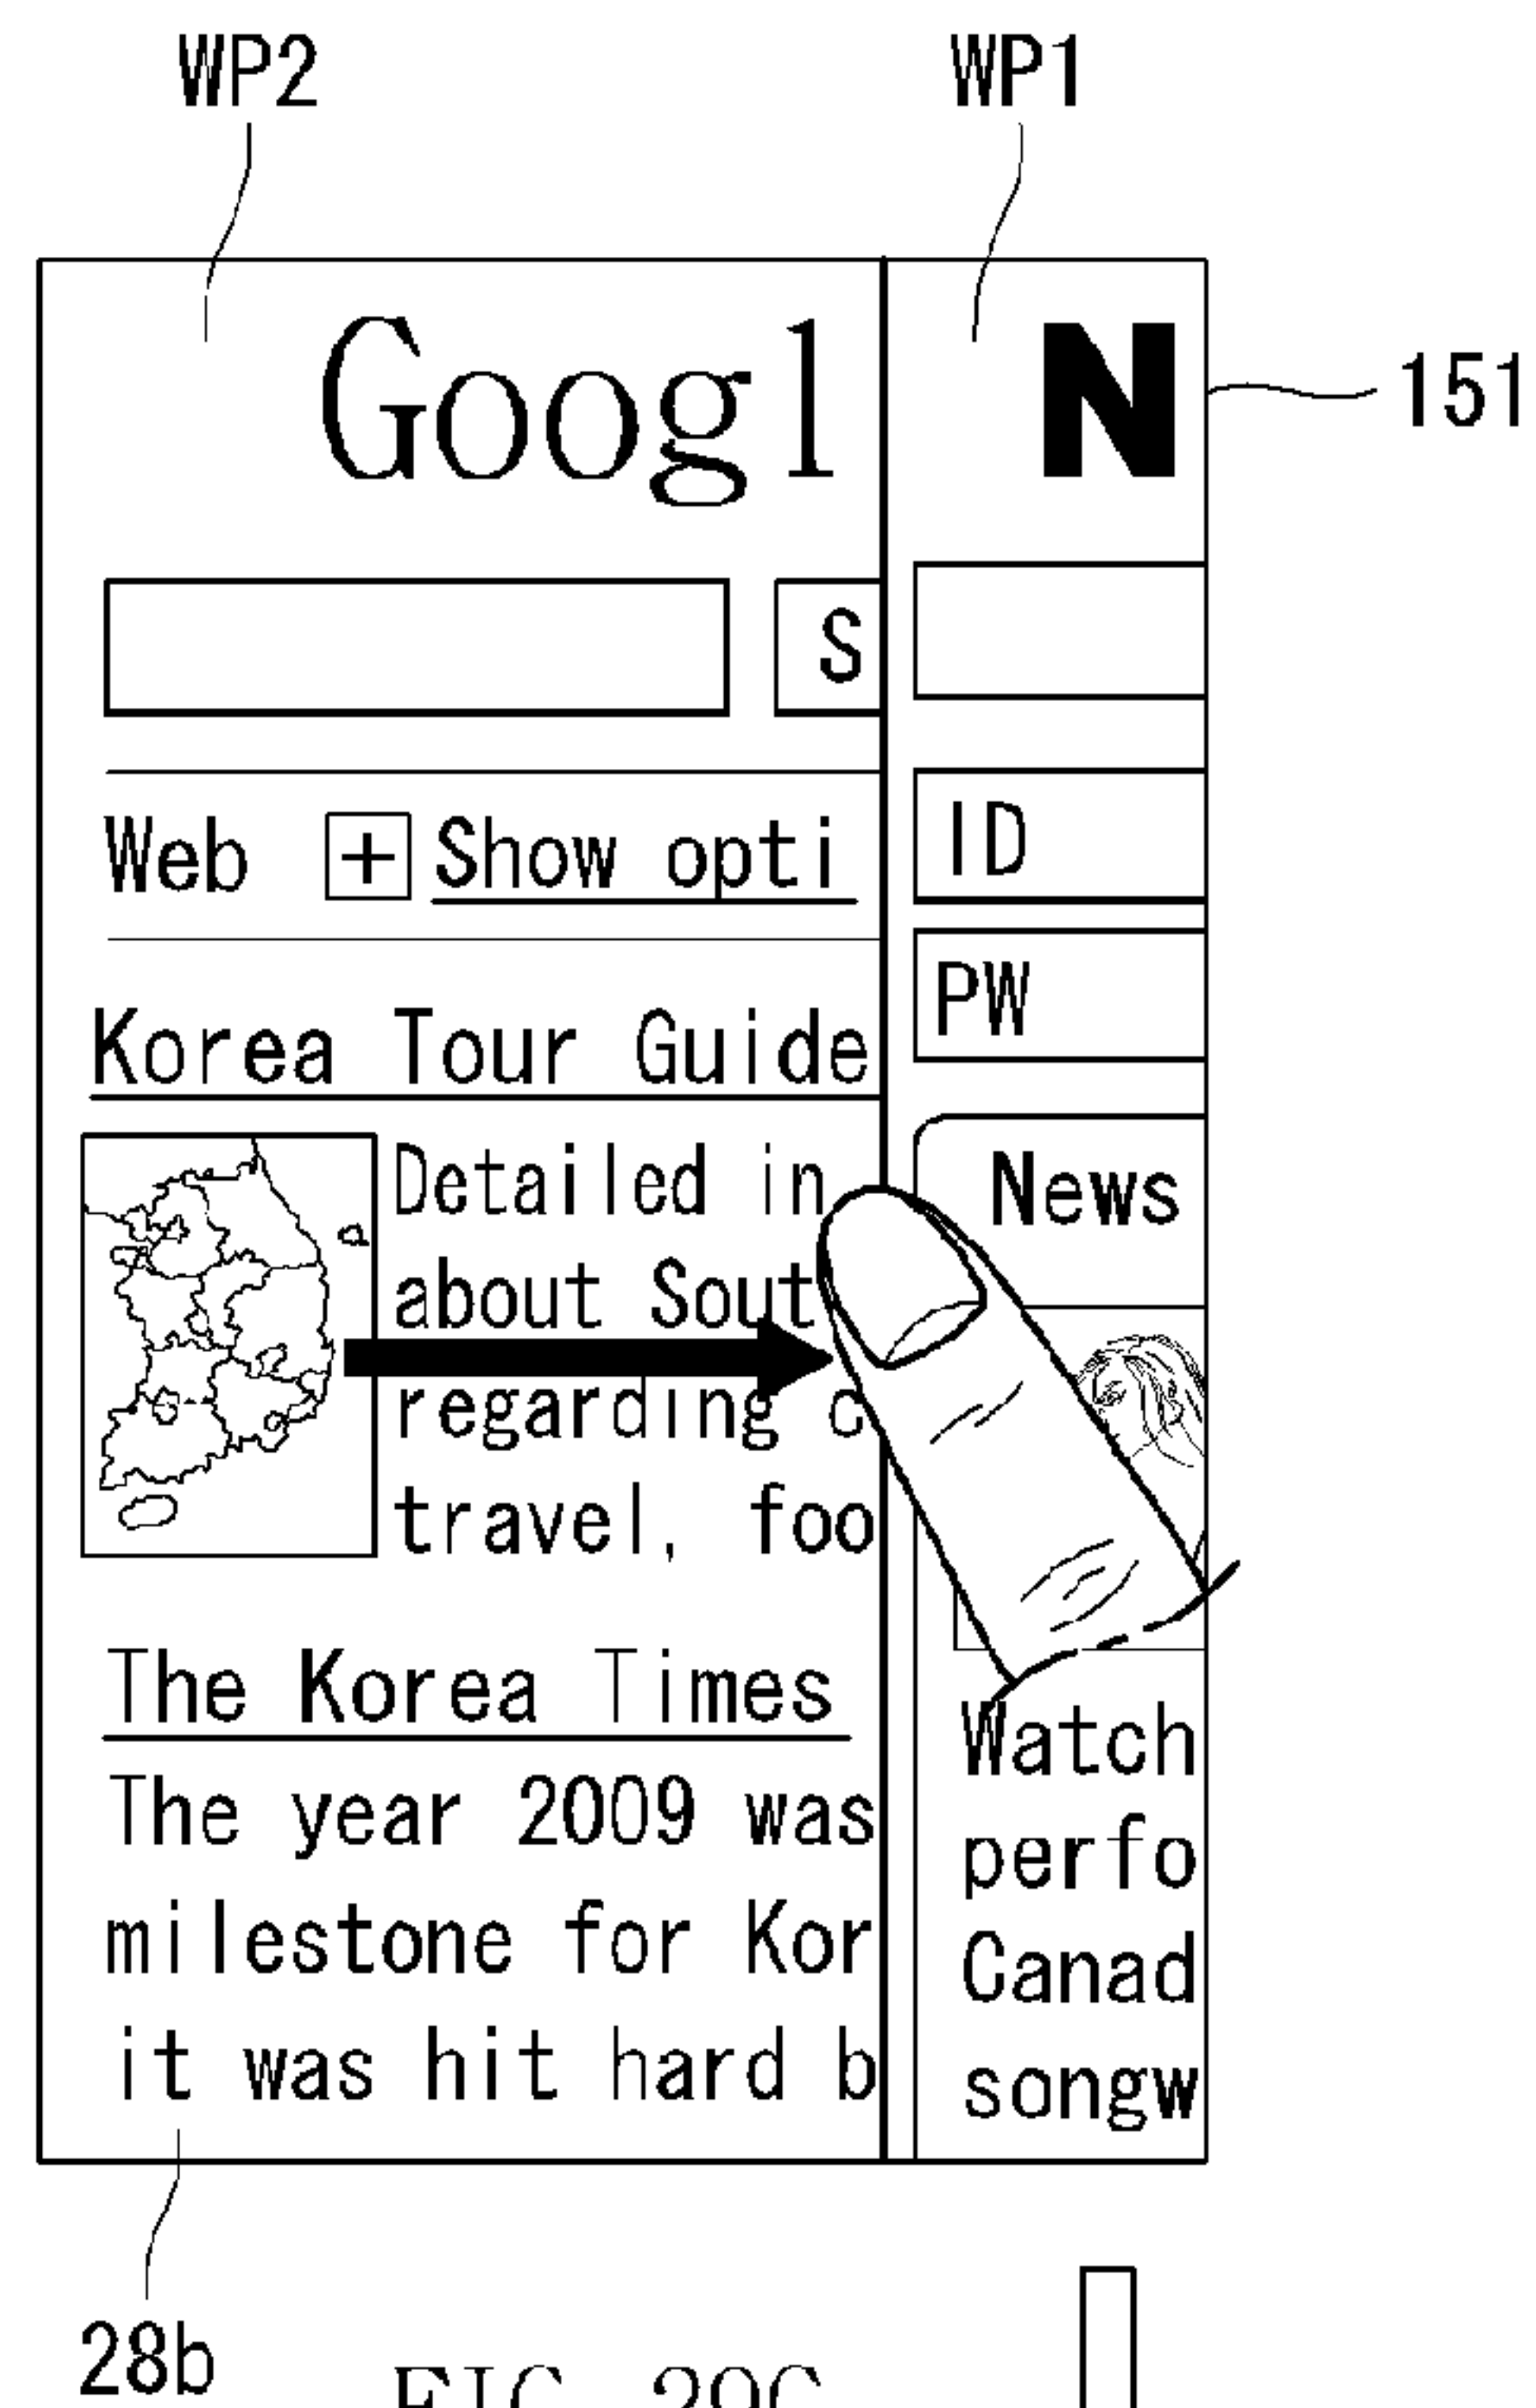 WP2 WP1
Googl N
151
S
Web + Show opti
ID
PW
Korea Tour Guide
News
Detailed in
about Sout
regarding c
travel, foo
The Korea Times
The year 2009 was
milestone for Kor
it was hit hard b
Watch
perfo
Canad
songw
28b